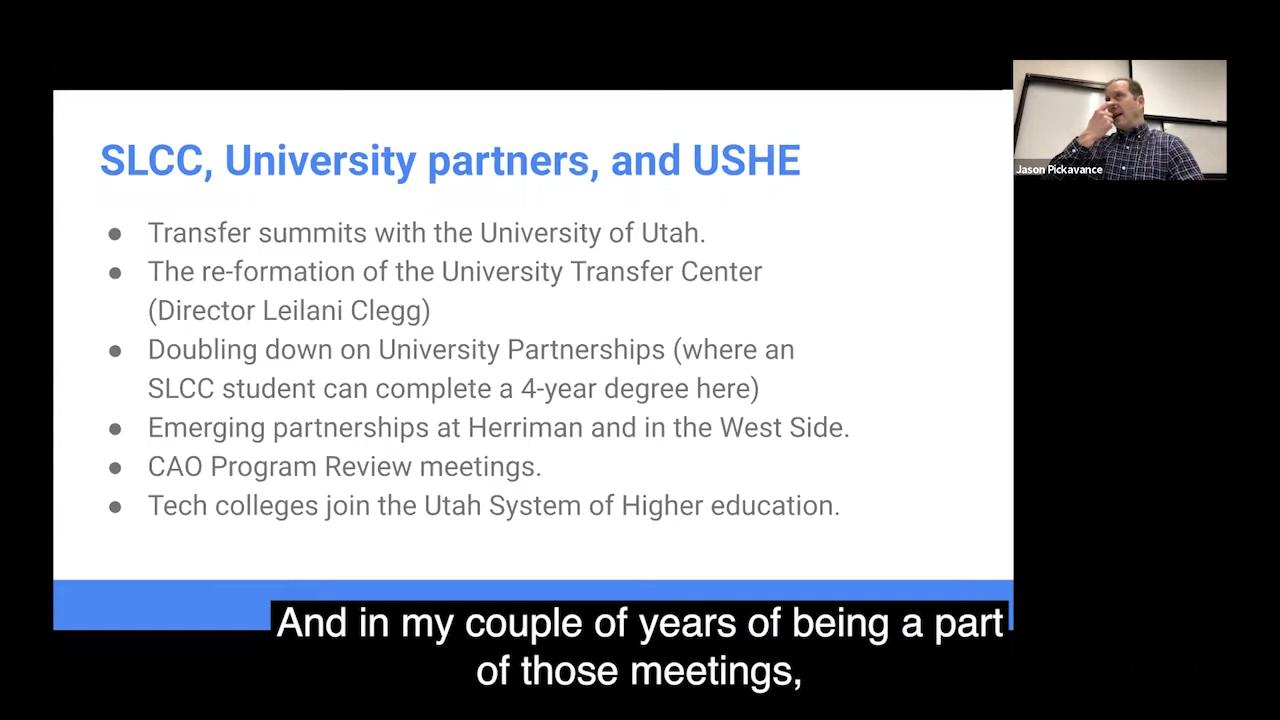 SLCC, University partners, and USHE
● Transfer summits with the University of Utah.
● The re-formation of the University Transfer Center
(Director Leilani Clegg)
● Doubling down on University Partnerships (where an
SLCC student can complete a 4-year degree here)
● Emerging partnerships at Herriman and in the West Side.
● CAO Program Review meetings.
● Tech colleges join the Utah System of Higher education.
Jason Pickavance
And in my couple of years of being a part
of those meetings,